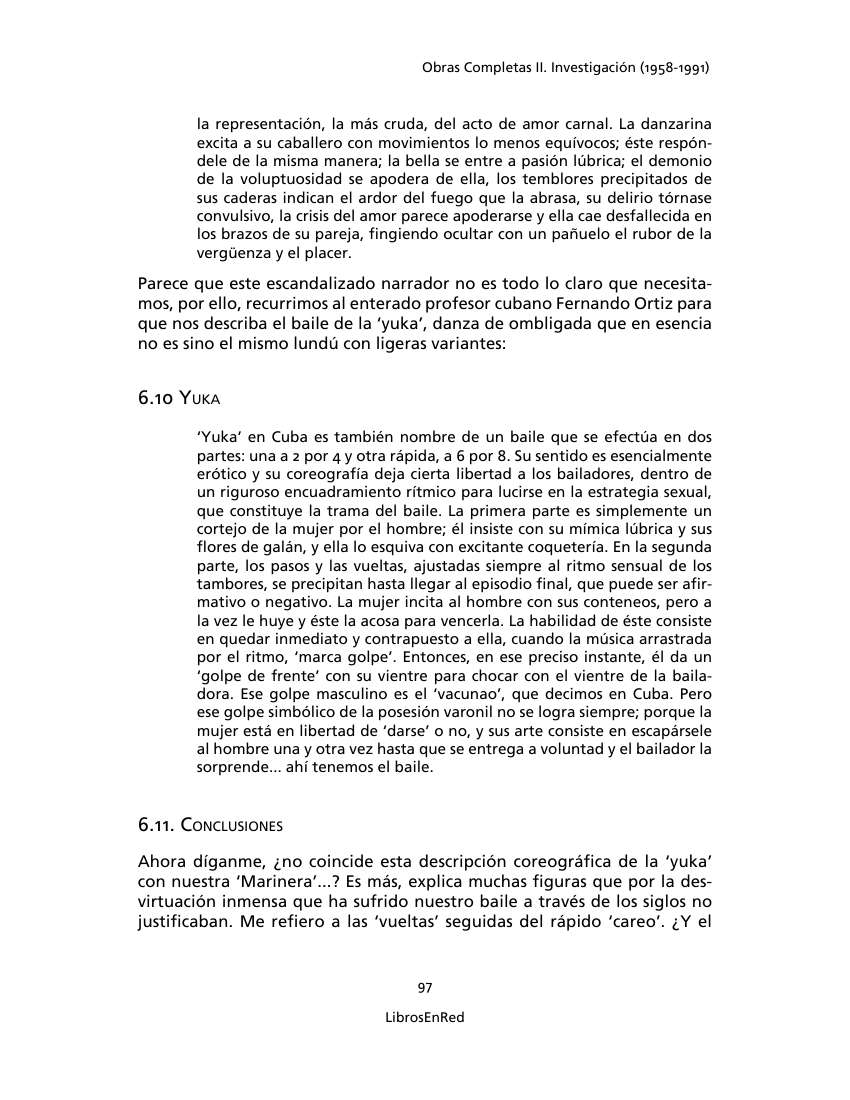 Obras Completas II. Investigación (1958-1991)
la representación, la más cruda, del acto de amor carnal. La danzarina
excita a su caballero con movimientos lo menos equívocos; éste respón-
dele de la misma manera; la bella se entre a pasión lúbrica; el demonio
de la voluptuosidad se apodera de ella, los temblores precipitados de
sus caderas indican el ardor del fuego que la abrasa, su delirio tórnase
convulsivo, la crisis del amor parece apoderarse y ella cae desfallecida en
los brazos de su pareja, fingiendo ocultar con un pañuelo el rubor de la
vergüenza y el placer.
Parece que este escandalizado narrador no es todo lo claro que necesita-
mos, por ello, recurrimos al enterado profesor cubano Fernando Ortiz para
que nos describa el baile de la ‘yuka’, danza de ombligada que en esencia
no es sino el mismo lundú con ligeras variantes:
6.10 Yuka
‘Yuka’ en Cuba es también nombre de un baile que se efectúa en dos
partes: una a 2 por 4 y otra rápida, a 6 por 8. Su sentido es esencialmente
erótico y su coreografía deja cierta libertad a los bailadores, dentro de
un riguroso encuadramiento rítmico para lucirse en la estrategia sexual,
que constituye la trama del baile. La primera parte es simplemente un
cortejo de la mujer por el hombre; él insiste con su mímica lúbrica y sus
flores de galán, y ella lo esquiva con excitante coquetería. En la segunda
parte, los pasos y las vueltas, ajustadas siempre al ritmo sensual de los
tambores, se precipitan hasta llegar al episodio final, que puede ser afir-
mativo o negativo. La mujer incita al hombre con sus conteneos, pero a
la vez le huye y éste la acosa para vencerla. La habilidad de éste consiste
en quedar inmediato y contrapuesto a ella, cuando la música arrastrada
por el ritmo, ‘marca golpe’. Entonces, en ese preciso instante, él da un
‘golpe de frente’ con su vientre para chocar con el vientre de la baila-
dora. Ese golpe masculino es el ‘vacunao’, que decimos en Cuba. Pero
ese golpe simbólico de la posesión varonil no se logra siempre; porque la
mujer está en libertad de ‘darse’ o no, y sus arte consiste en escapársele
al hombre una y otra vez hasta que se entrega a voluntad y el bailador la
sorprende... ahí tenemos el baile.
6.11. Conclusiones
Ahora díganme, ¿no coincide esta descripción coreográfica de la ‘yuka’
con nuestra ‘Marinera’...? Es más, explica muchas figuras que por la des-
virtuación inmensa que ha sufrido nuestro baile a través de los siglos no
justificaban. Me refiero a las ‘vueltas’ seguidas del rápido ‘careo’. ¿Y el
97
LibrosEnRed